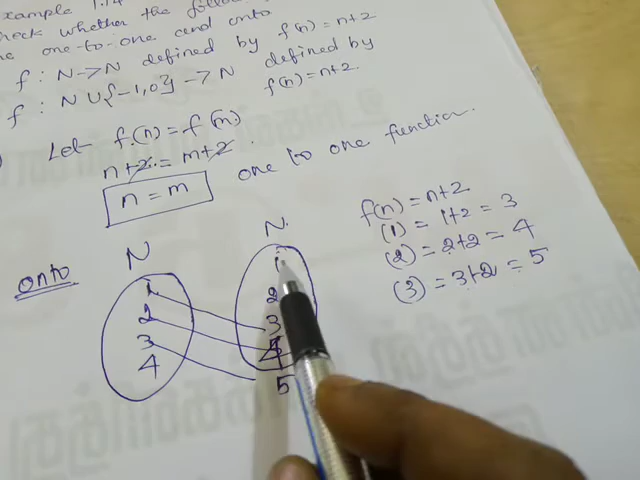 Example 1.14
check whether the follow
one-to-one and onto
f : N->N defined by f(n)=n+2
f : N U{-1,0} -> N defined by
f(n)=n+2.
Let f(n) = f(m)
n+2 = m+2.
n = m one to one function.
onto
N N
1 1
2 2
3 3
4 4
5
f(n) = n+2
(1) = 1+2 = 3
(2) = 2+2 = 4
(3) = 3+2 = 5